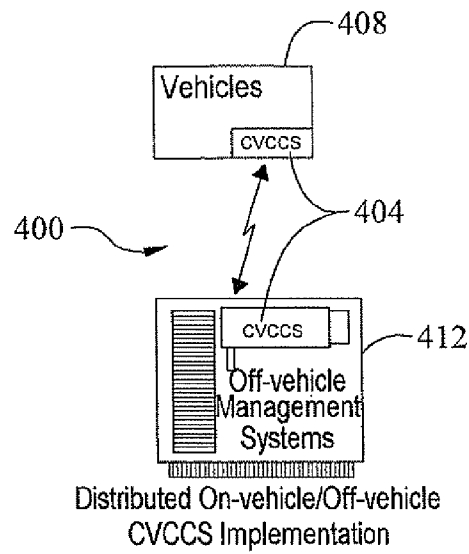 408
Vehicles
CVCCS
404
400
CVCCS
412
Off-vehicle
Management
Systems
Distributed On-vehicle/Off-vehicle
CVCCS Implementation